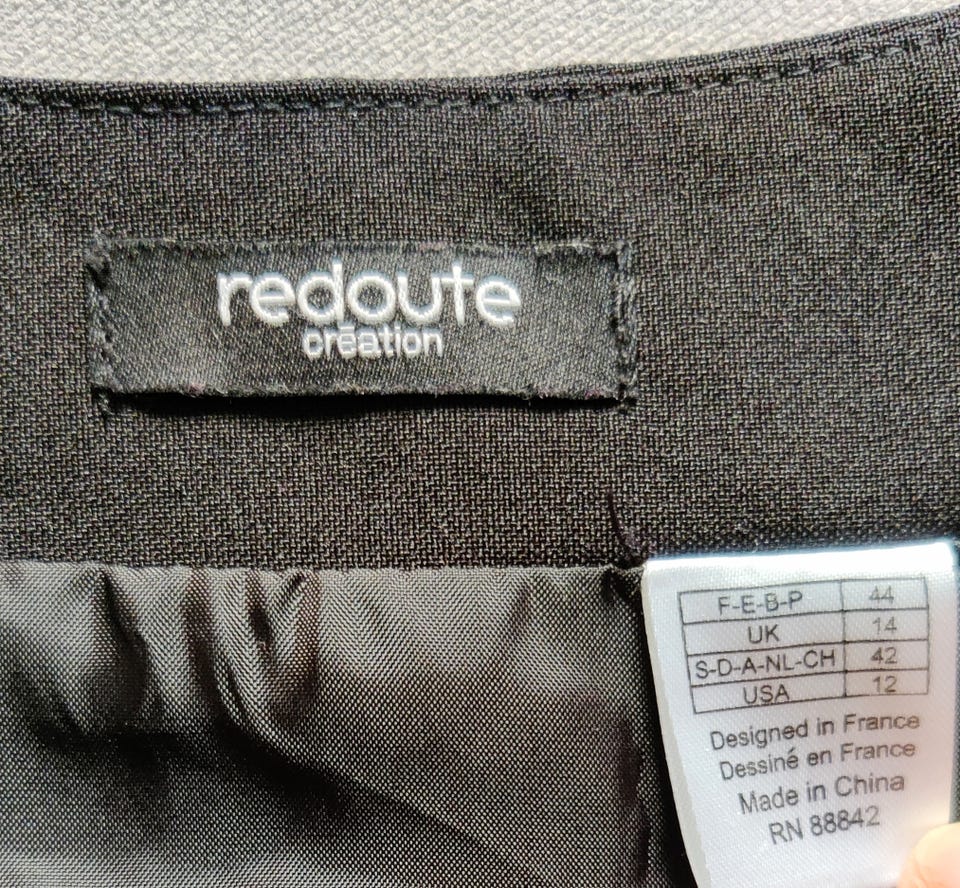 redoute
création
F-E-B-P 44
UK 14
S-D-A-NL-CH 42
USA 12
Designed in France
Dessiné en France
Made in China
RN 88842